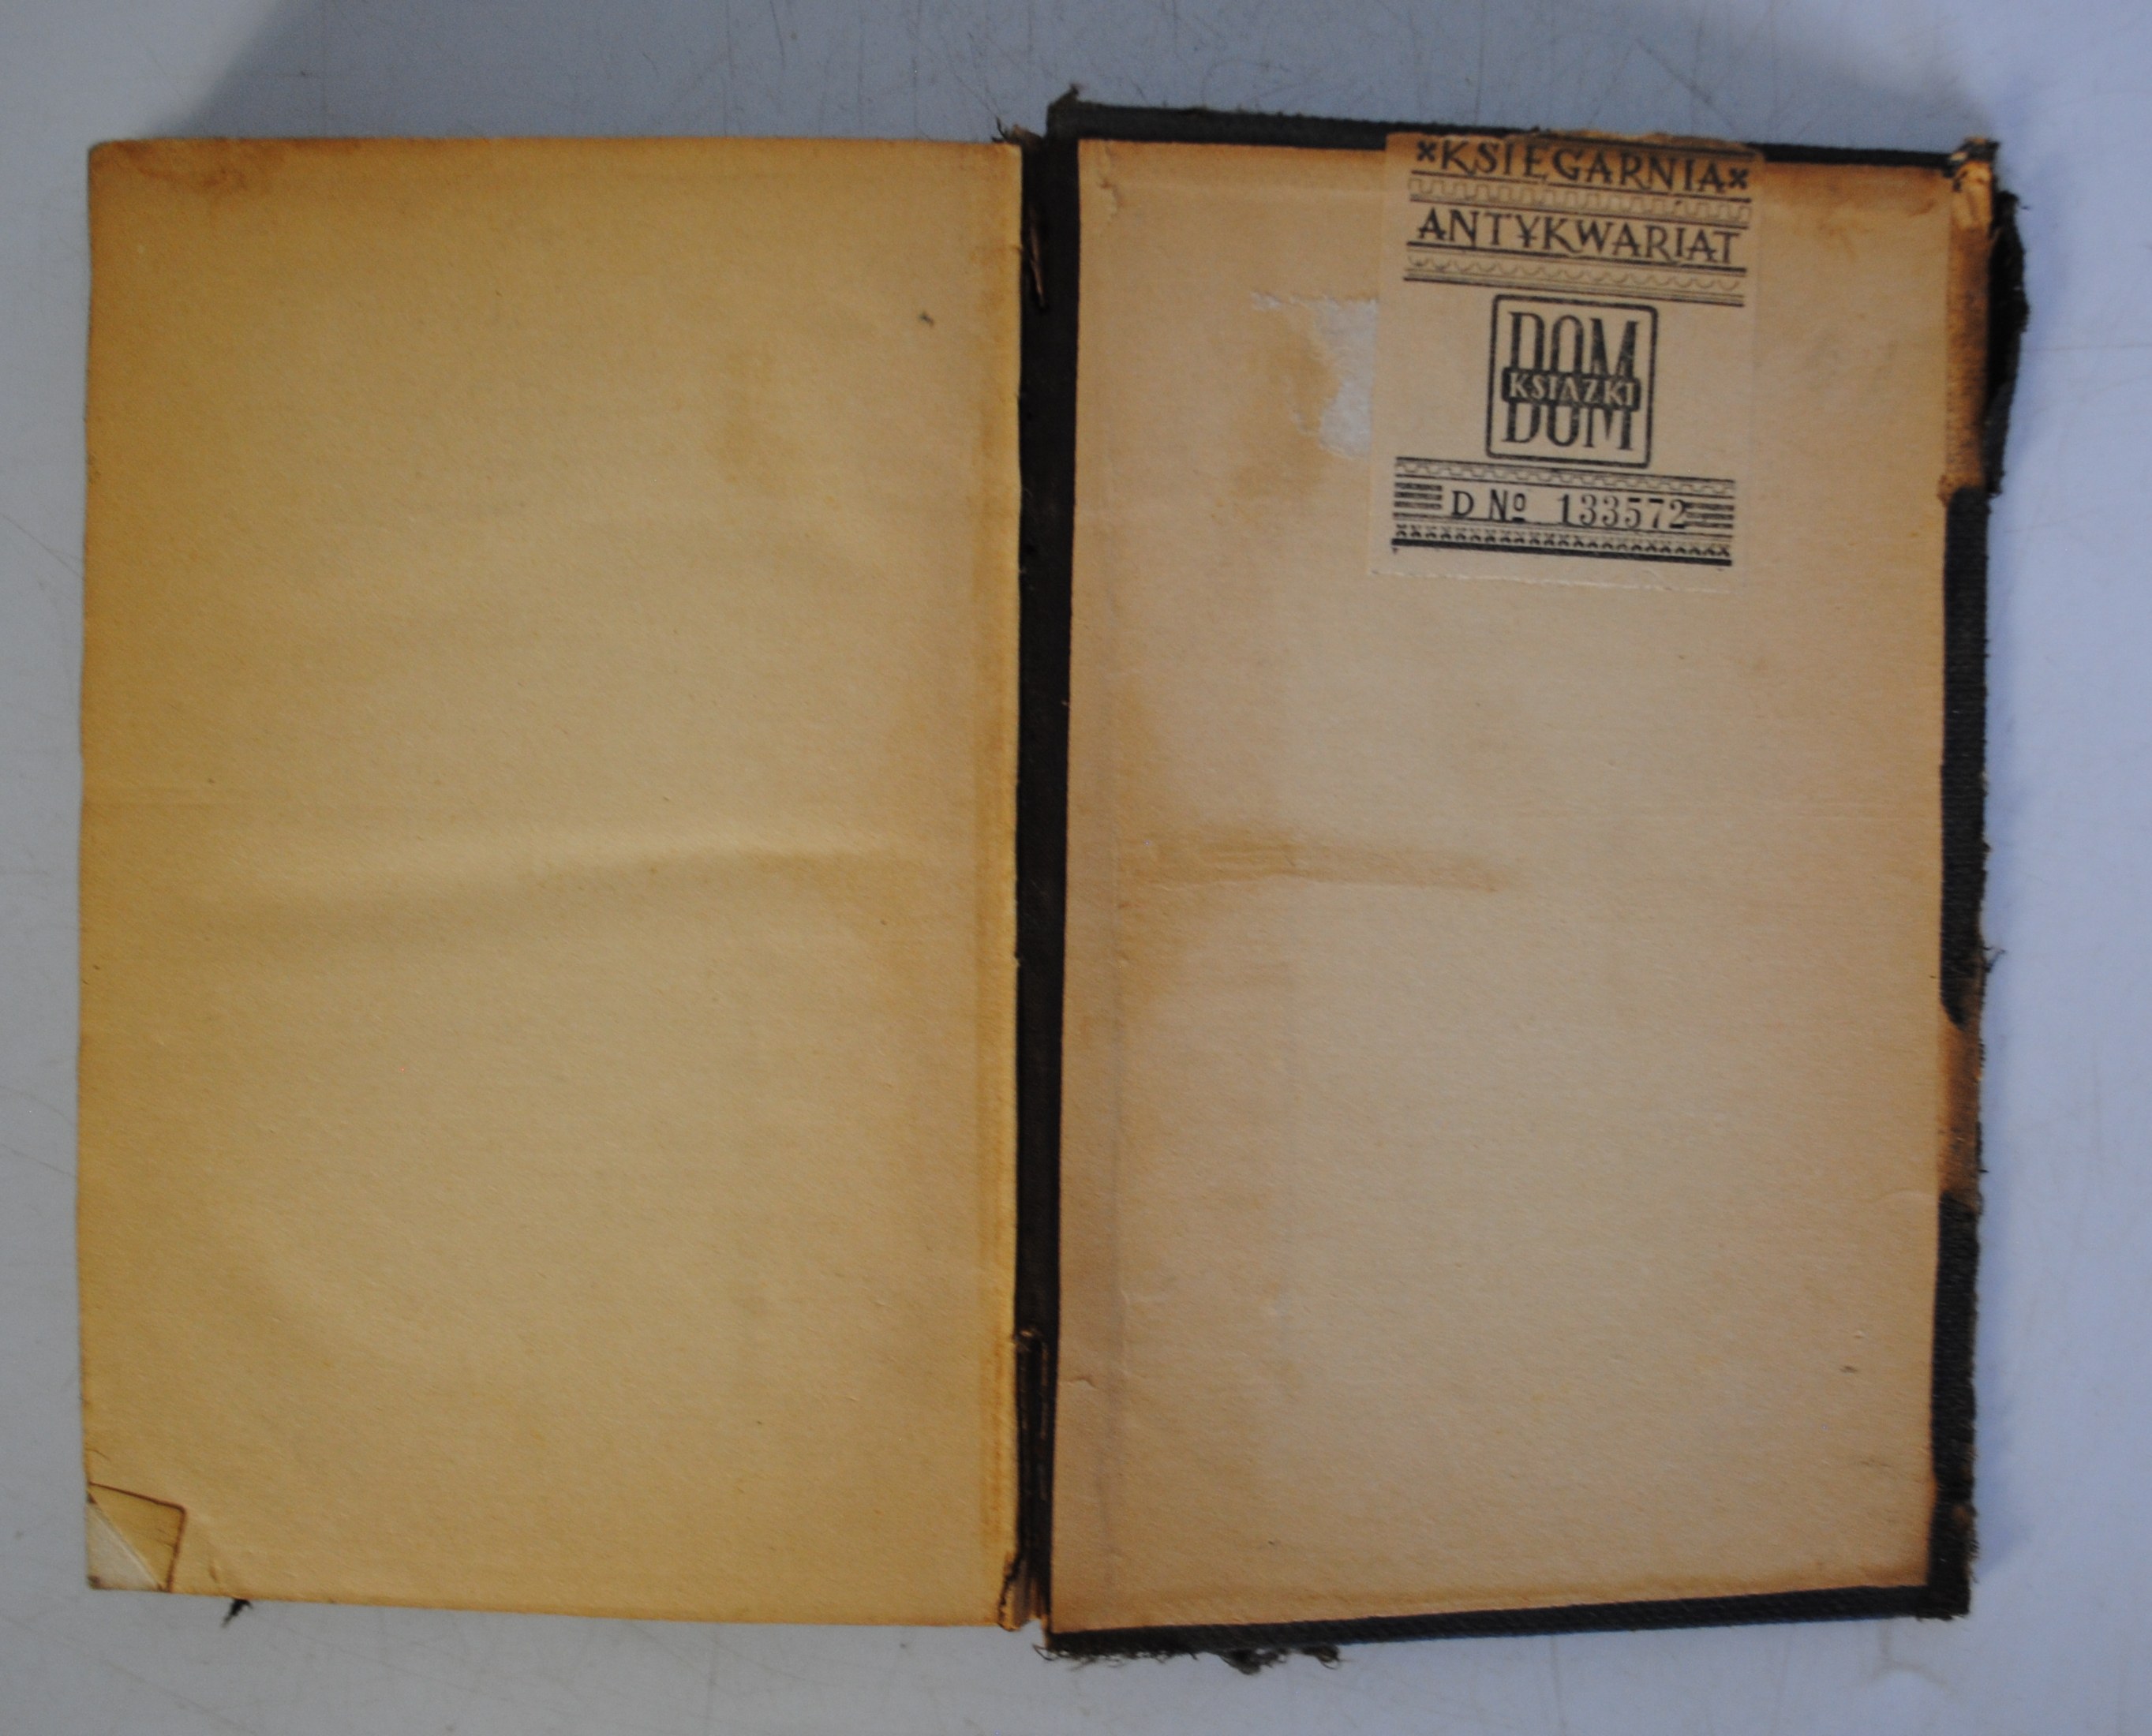 KSIĘGARNIA
ANTYKWARIAT
DOM
KSIĄŻKI
DOM
D № 133572